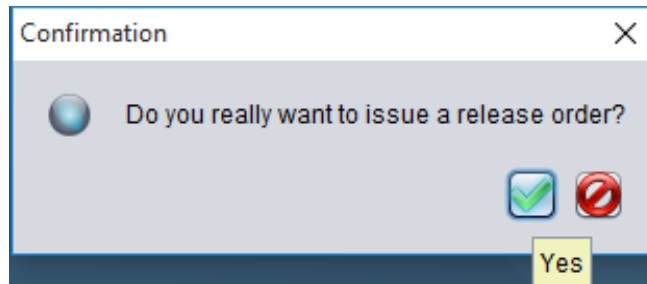 Confirmation
Do you really want to issue a release order?
Yes